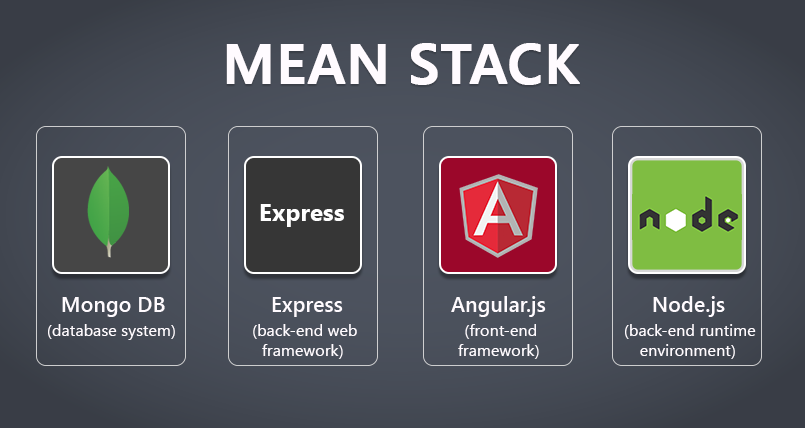 MEAN STACK
Express
node
Mongo DB
(database system)
Express
(back-end web
framework)
Angular.js
(front-end
framework)
Node.js
(back-end runtime
environment)